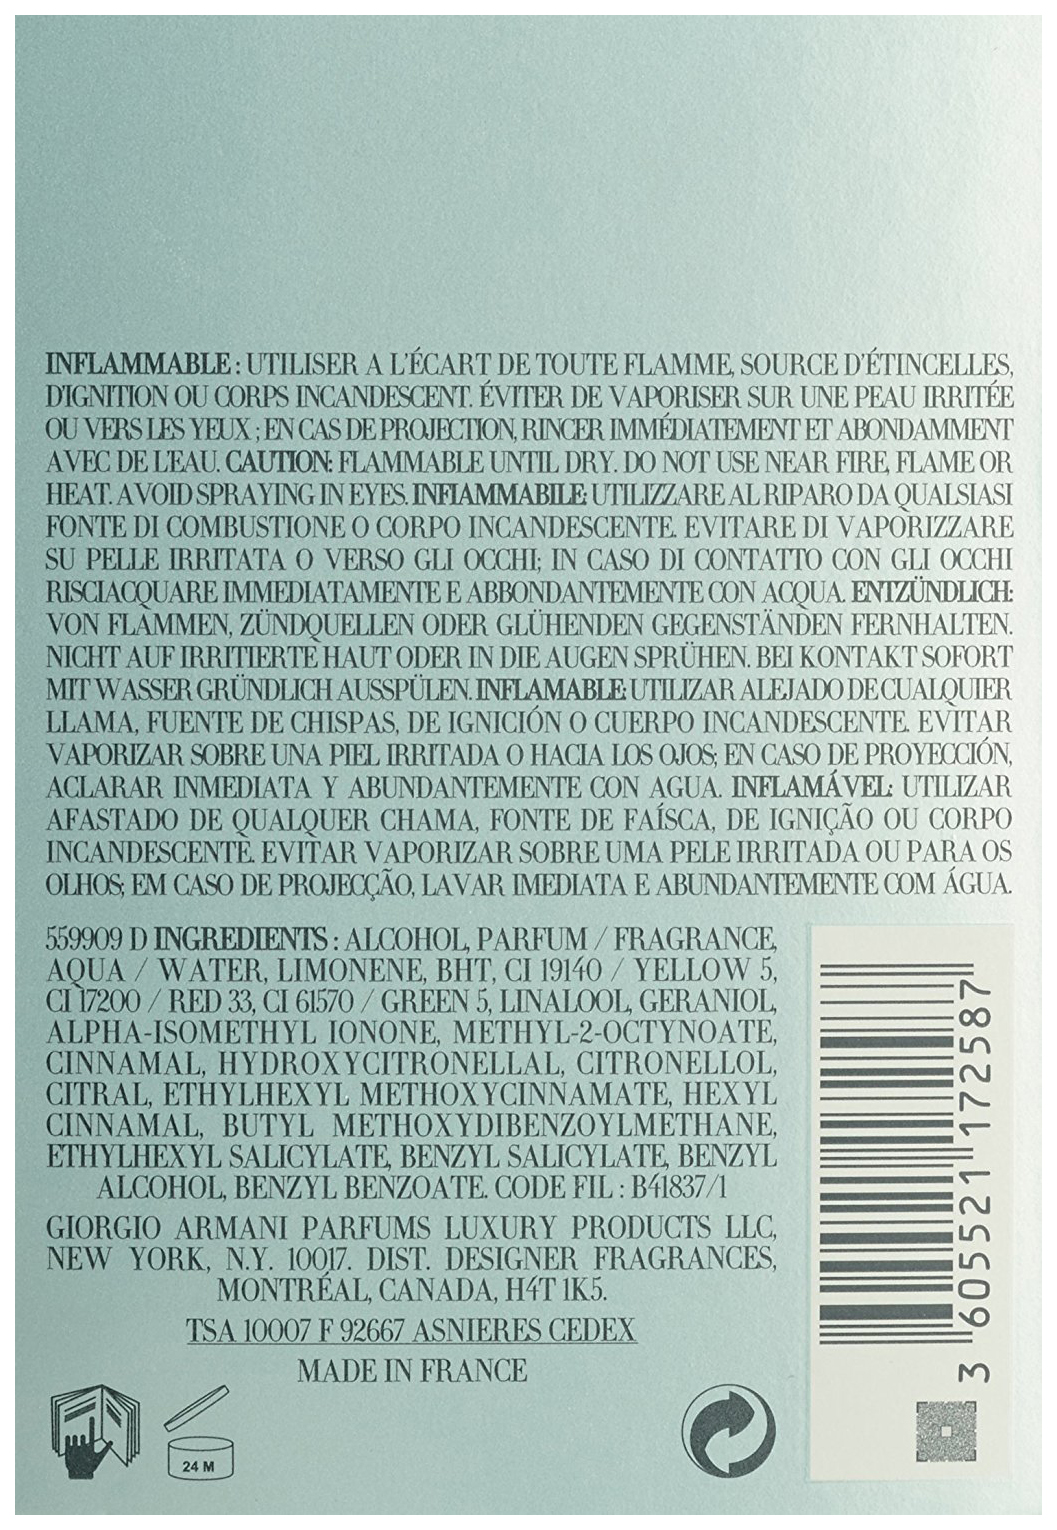 INFLAMMABLE : UTILISER A L'ÉCART DE TOUTE FLAMME, SOURCE D'ÉTINCELLES,
D'IGNITION OU CORPS INCANDESCENT. ÉVITER DE VAPORISER SUR UNE PEAU IRRITÉE
OU VERS LES YEUX ; EN CAS DE PROJECTION, RINCER IMMÉDIATEMENT ET ABONDAMMENT
AVEC DE L'EAU. CAUTION: FLAMMABLE UNTIL DRY. DO NOT USE NEAR FIRE, FLAME OR
HEAT. AVOID SPRAYING IN EYES. INFIAMMABILE: UTILIZZARE AL RIPARO DA QUALSIASI
FONTE DI COMBUSTIONE O CORPO INCANDESCENTE. EVITARE DI VAPORIZZARE
SU PELLE IRRITATA O VERSO GLI OCCHI; IN CASO DI CONTATTO CON GLI OCCHI
RISCIACQUARE IMMEDIATAMENTE E ABBONDANTEMENTE CON ACQUA. ENTZÜNDLICH:
VON FLAMMEN, ZÜNDQUELLEN ODER GLÜHENDEN GEGENSTÄNDEN FERNHALTEN.
NICHT AUF IRRITIERTE HAUT ODER IN DIE AUGEN SPRÜHEN. BEI KONTAKT SOFORT
MIT WASSER GRÜNDLICH AUSSPÜLEN. INFLAMABLE: UTILIZAR ALEJADO DE CUALQUIER
LLAMA, FUENTE DE CHISPAS, DE IGNICIÓN O CUERPO INCANDESCENTE. EVITAR
VAPORIZAR SOBRE UNA PIEL IRRITADA O HACIA LOS OJOS; EN CASO DE PROYECCIÓN,
ACLARAR INMEDIATA Y ABUNDANTEMENTE CON AGUA. INFLAMÁVEL: UTILIZAR
AFASTADO DE QUALQUER CHAMA, FONTE DE FAÍSCA, DE IGNIÇÃO OU CORPO
INCANDESCENTE. EVITAR VAPORIZAR SOBRE UMA PELE IRRITADA OU PARA OS
OLHOS; EM CASO DE PROJECÇÃO, LAVAR IMEDIATA E ABUNDANTEMENTE COM ÁGUA.
559909 D INGREDIENTS : ALCOHOL, PARFUM / FRAGRANCE,
AQUA / WATER, LIMONENE, BHT, CI 19140 / YELLOW 5,
CI 17200 / RED 33, CI 61570 / GREEN 5, LINALOOL, GERANIOL,
ALPHA-ISOMETHYL IONONE, METHYL-2-OCTYNOATE,
CINNAMAL, HYDROXYCITRONELLAL, CITRONELLOL,
CITRAL, ETHYLHEXYL METHOXYCINNAMATE, HEXYL
CINNAMAL, BUTYL METHOXYDIBENZOYLMETHANE,
ETHYLHEXYL SALICYLATE, BENZYL SALICYLATE, BENZYL
ALCOHOL, BENZYL BENZOATE. CODE FIL : B41837/1
GIORGIO ARMANI PARFUMS LUXURY PRODUCTS LLC,
NEW YORK, N.Y. 10017. DIST. DESIGNER FRAGRANCES,
MONTRÉAL, CANADA, H4T 1K5.
TSA 10007 F 92667 ASNIERES CEDEX
MADE IN FRANCE
24 M
3 605521 172587